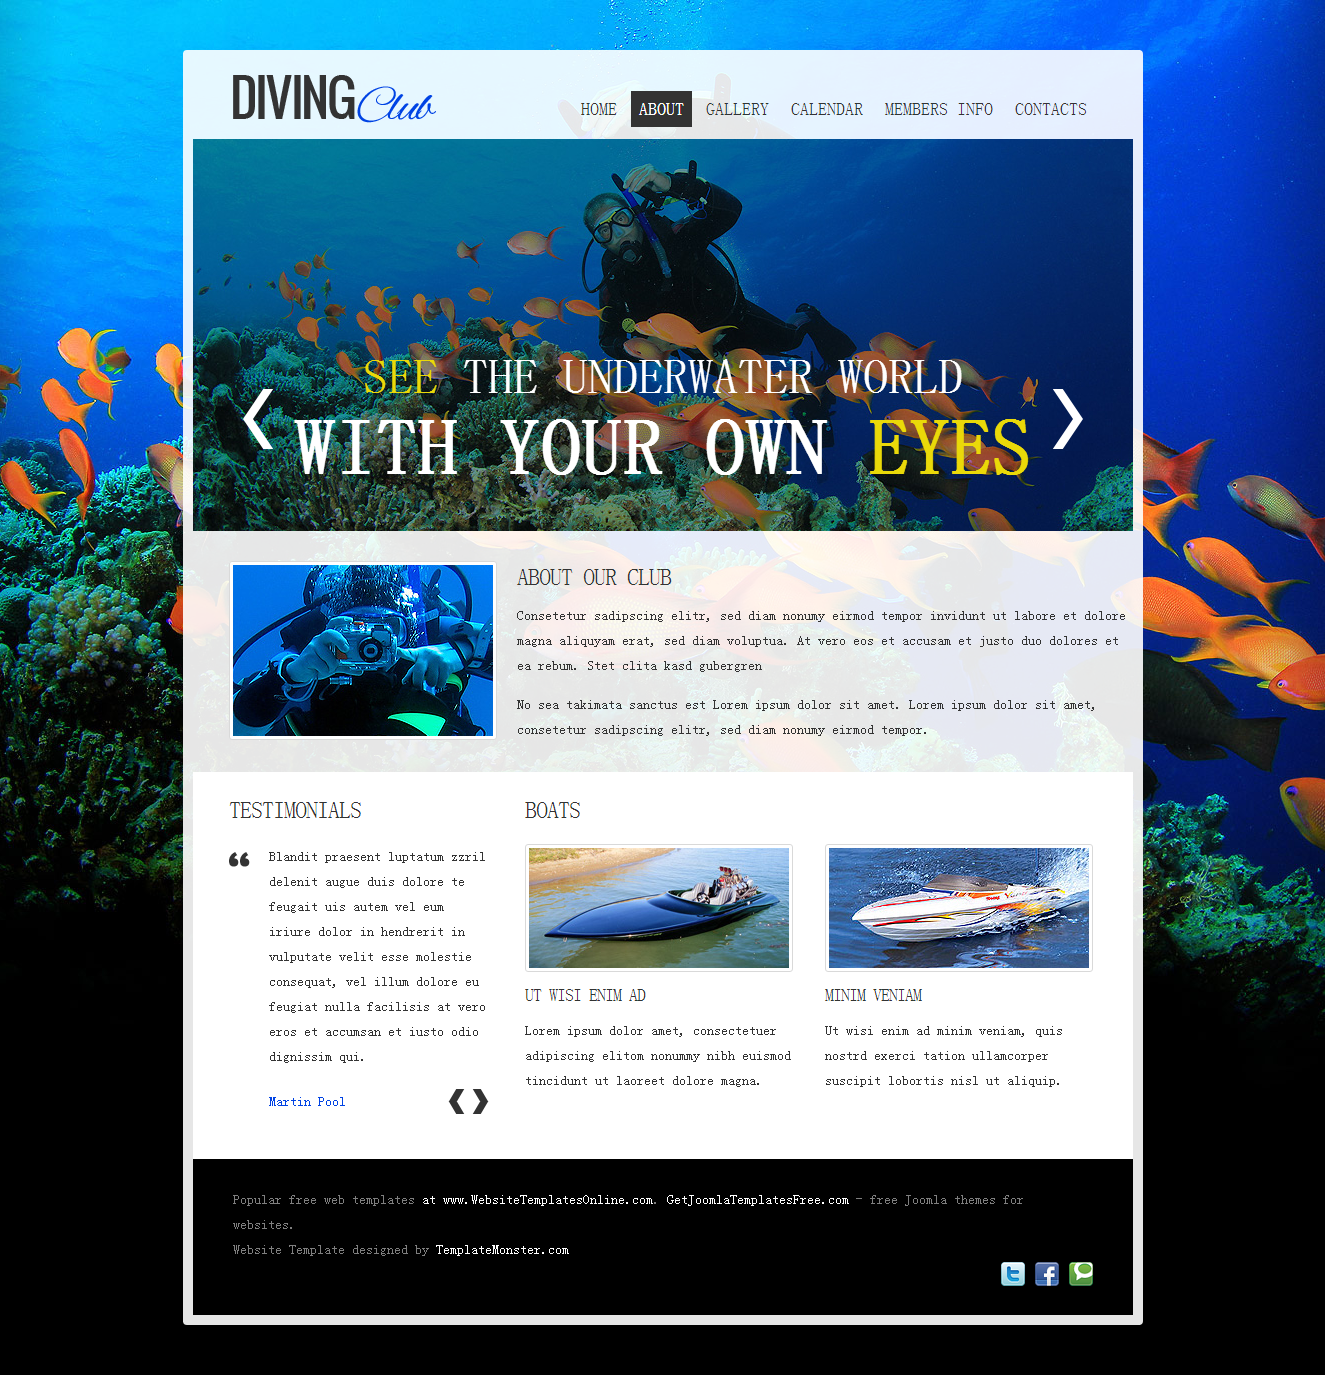 DIVING Club
HOME ABOUT GALLERY CALENDAR MEMBERS INFO CONTACTS
SEE THE UNDERWATER WORLD
WITH YOUR OWN EYES
ABOUT OUR CLUB
Consetetur sadipscing elitr, sed diam nonumy eirmod tempor invidunt ut labore et dolore
magna aliquyam erat, sed diam voluptua. At vero eos et accusam et justo duo dolores et
ea rebum. Stet clita kasd gubergren
No sea takimata sanctus est Lorem ipsum dolor sit amet. Lorem ipsum dolor sit amet,
consetetur sadipscing elitr, sed diam nonumy eirmod tempor.
TESTIMONIALS
Blandit praesent luptatum zzril
delenit augue duis dolore te
feugait uis autem vel eum
iriure dolor in hendrerit in
vulputate velit esse molestie
consequat, vel illum dolore eu
feugiat nulla facilisis at vero
eros et accumsan et iusto odio
dignissim qui.
Martin Pool
BOATS
UT WISI ENIM AD
Lorem ipsum dolor amet, consectetuer
adipiscing elitom nonummy nibh euismod
tincidunt ut laoreet dolore magna.
MINIM VENIAM
Ut wisi enim ad minim veniam, quis
nostrd exerci tation ullamcorper
suscipit lobortis nisl ut aliquip.
Popular free web templates at www.WebsiteTemplatesOnline.com. GetJoomlaTemplatesFree.com - free Joomla themes for
websites.
Website Template designed by TemplateMonster.com